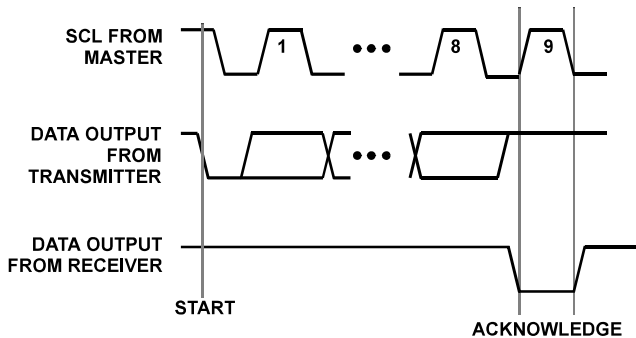 SCL FROM
MASTER
1
8
9
DATA OUTPUT
FROM
TRANSMITTER
DATA OUTPUT
FROM RECEIVER
START
ACKNOWLEDGE